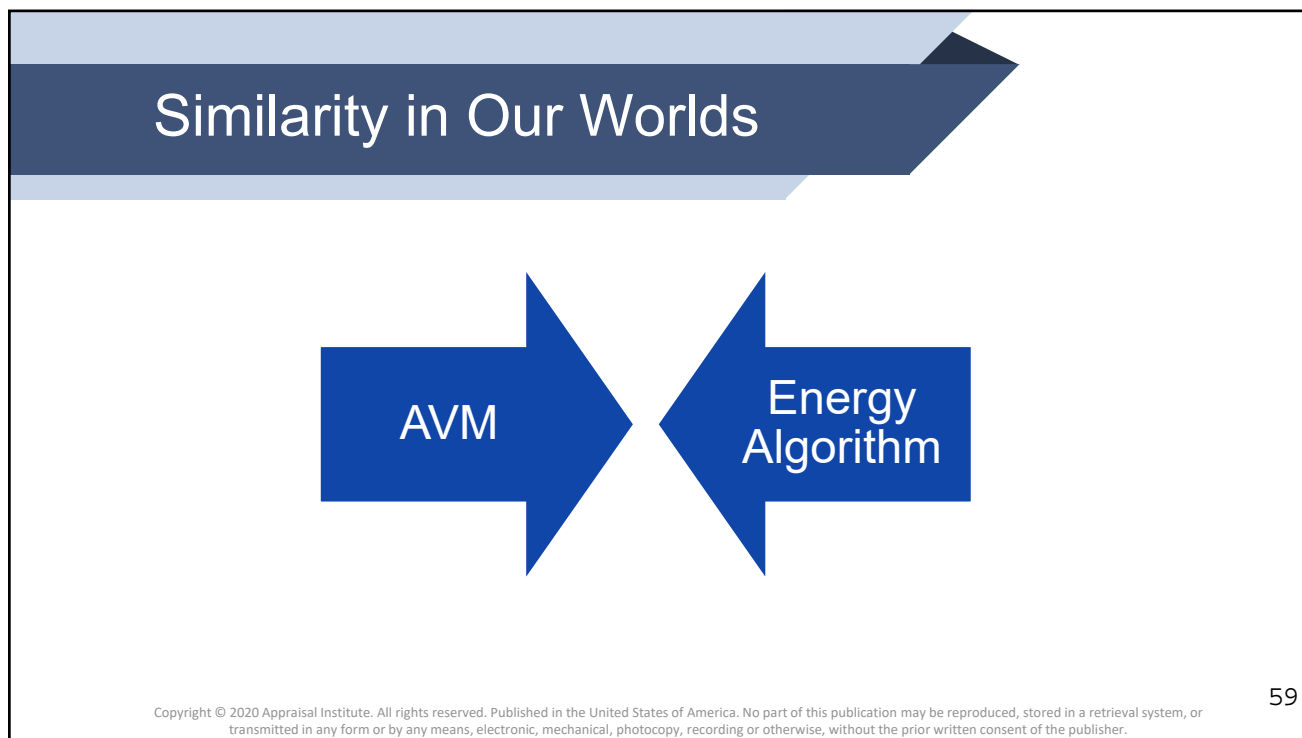 Similarity in Our Worlds
AVM
Energy
Algorithm
59
Copyright © 2020 Appraisal Institute. All rights reserved. Published in the United States of America. No part of this publication may be reproduced, stored in a retrieval system, or
transmitted in any form or by any means, electronic, mechanical, photocopy, recording or otherwise, without the prior written consent of the publisher.